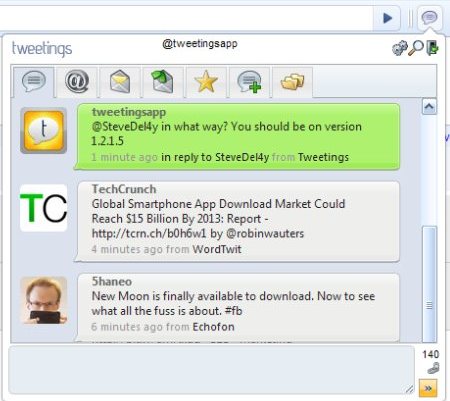 tweetings
@tweetingsapp
tweetingsapp
@SteveDel4y in what way? You should be on version
1.2.1.5
1 minute ago in reply to SteveDel4y from Tweetings
TC
TechCrunch
Global Smartphone App Download Market Could
Reach $15 Billion By 2013: Report -
http://tcrn.ch/b0h6w1 by @robinwauters
4 minutes ago from WordTwit
5haneo
New Moon is finally available to download. Now to see
what all the fuss is about. #fb
6 minutes ago from Echofon
140